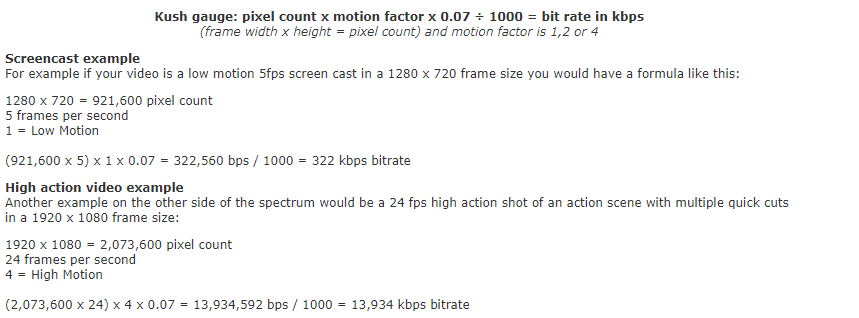 Kush gauge: pixel count x motion factor x 0.07 ÷ 1000 = bit rate in kbps
(frame width x height = pixel count) and motion factor is 1,2 or 4
Screencast example
For example if your video is a low motion 5fps screen cast in a 1280 x 720 frame size you would have a formula like this:
1280 x 720 = 921,600 pixel count
5 frames per second
1 = Low Motion
(921,600 x 5) x 1 x 0.07 = 322,560 bps / 1000 = 322 kbps bitrate
High action video example
Another example on the other side of the spectrum would be a 24 fps high action shot of an action scene with multiple quick cuts
in a 1920 x 1080 frame size:
1920 x 1080 = 2,073,600 pixel count
24 frames per second
4 = High Motion
(2,073,600 x 24) x 4 x 0.07 = 13,934,592 bps / 1000 = 13,934 kbps bitrate